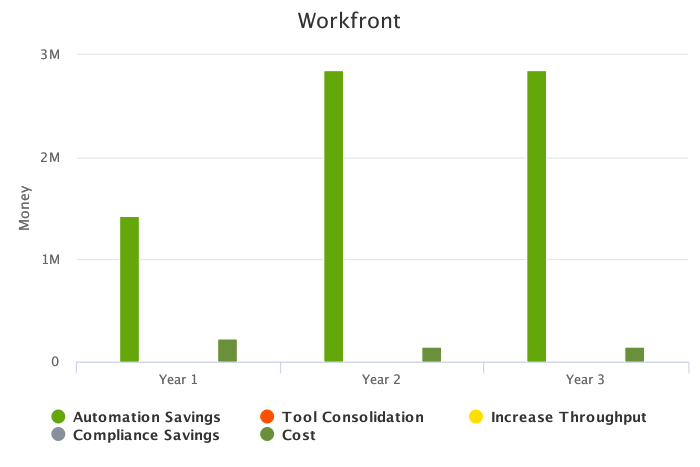 Workfront
3M
2M
1M
0
Money
Year 1 Year 2 Year 3
Automation Savings Tool Consolidation Increase Throughput
Compliance Savings Cost